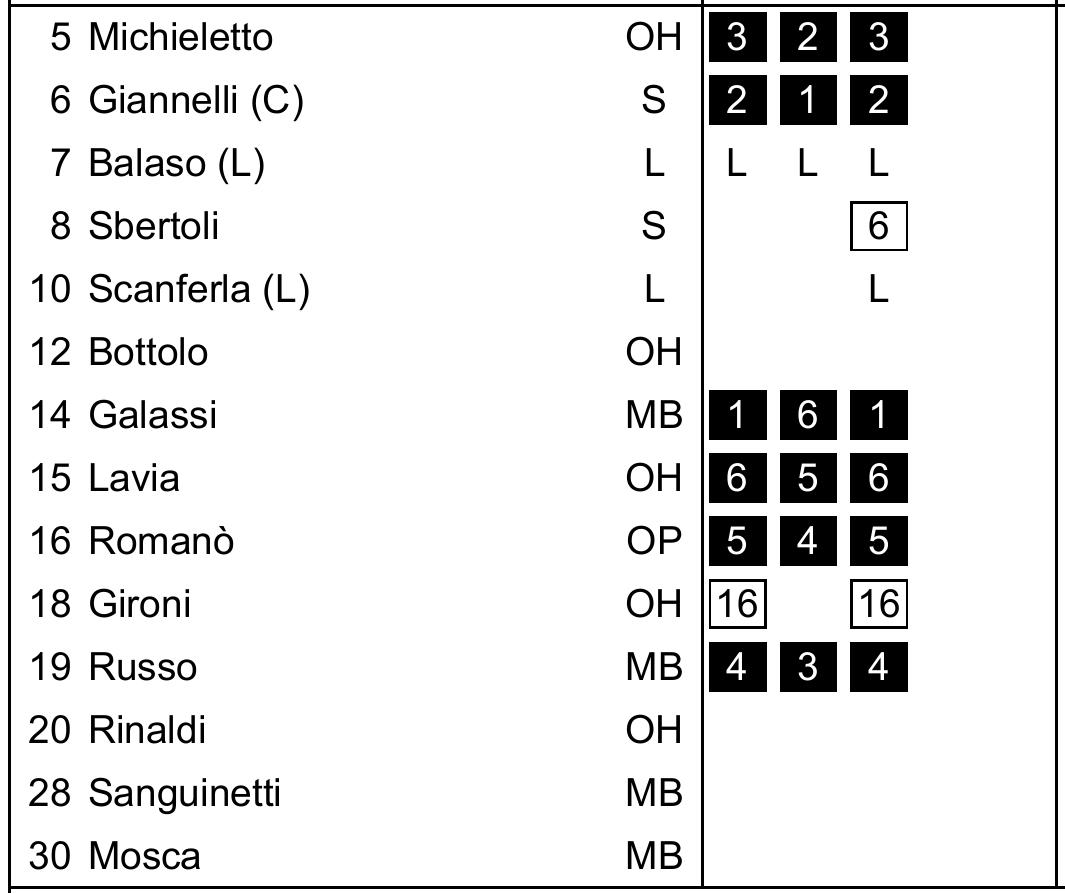 5 Michieletto OH 3 2 3
6 Giannelli (C) S 2 1 2
7 Balaso (L) L L L L
8 Sbertoli S 6
10 Scanferla (L) L L
12 Bottolo OH
14 Galassi MB 1 6 1
15 Lavia OH 6 5 6
16 Romanò OP 5 4 5
18 Gironi OH 16 16
19 Russo MB 4 3 4
20 Rinaldi OH
28 Sanguinetti MB
30 Mosca MB